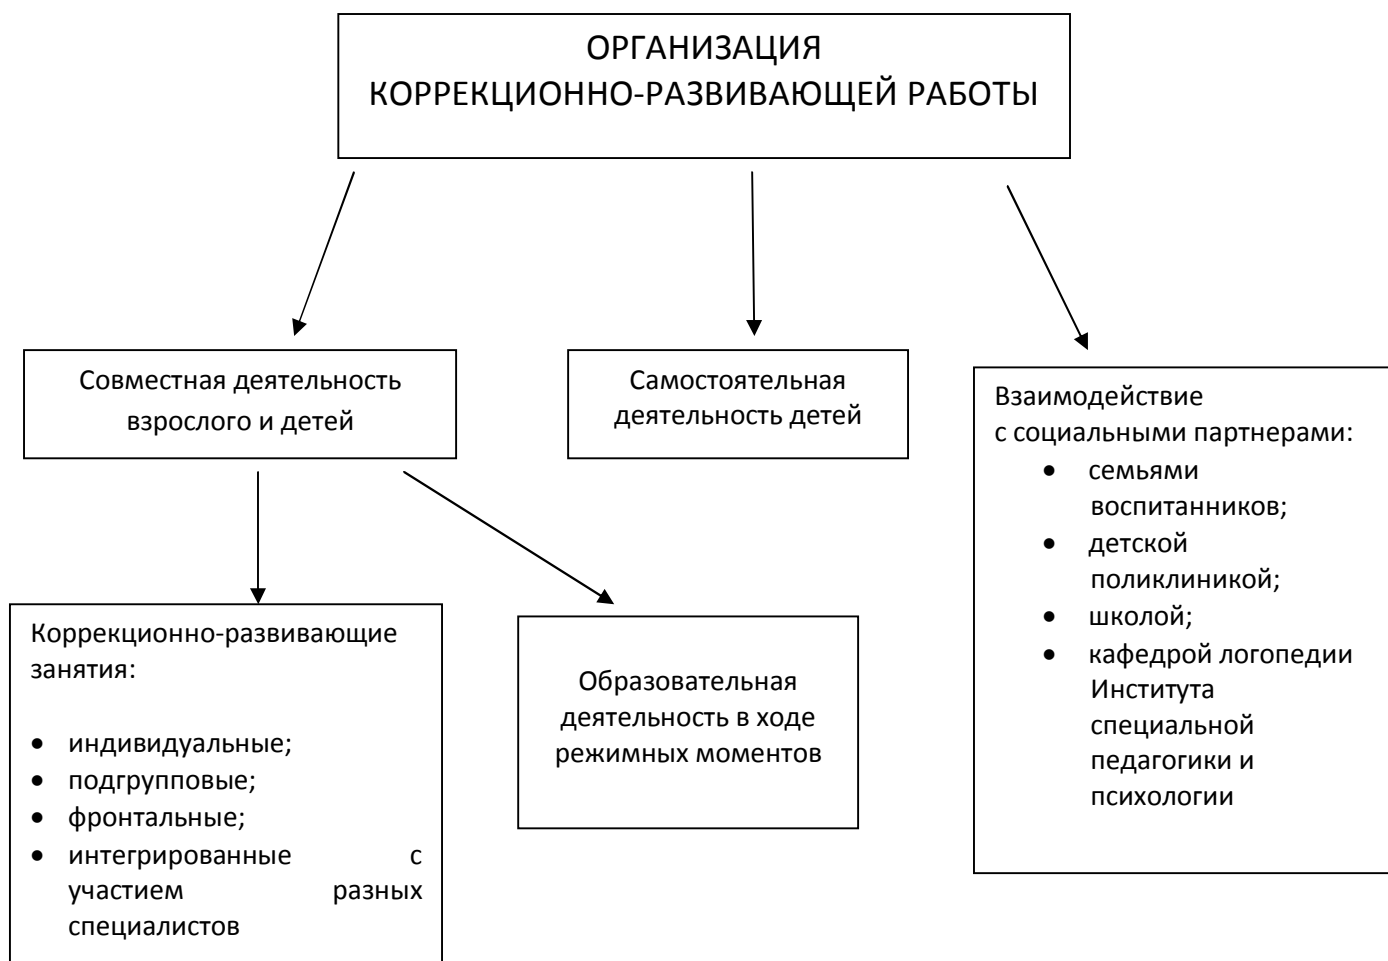 ОРГАНИЗАЦИЯ
КОРРЕКЦИОННО-РАЗВИВАЮЩЕЙ РАБОТЫ
Совместная деятельность
взрослого и детей
Самостоятельная
деятельность детей
Взаимодействие
с социальными партнерами:
• семьями
воспитанников;
• детской
поликлиникой;
• школой;
• кафедрой логопедии
Института
специальной
педагогики и
психологии
Коррекционно-развивающие
занятия:
• индивидуальные;
• подгрупповые;
• фронтальные;
• интегрированные с
участием разных
специалистов
Образовательная
деятельность в ходе
режимных моментов